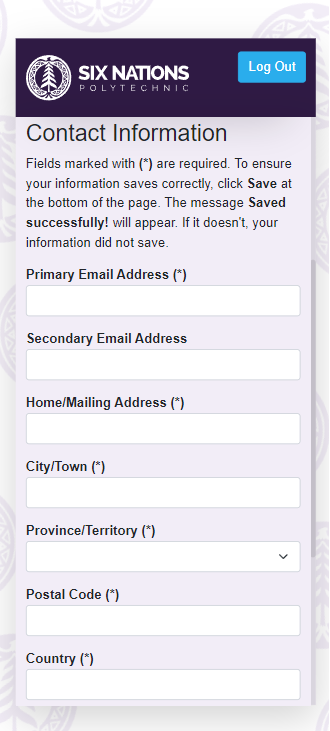 SIX NATIONS
POLYTECHNIC
Log Out
Contact Information
Fields marked with (*) are required. To ensure
your information saves correctly, click Save at
the bottom of the page. The message Saved
successfully! will appear. If it doesn't, your
information did not save.
Primary Email Address (*)
Secondary Email Address
Home/Mailing Address (*)
City/Town (*)
Province/Territory (*)
Postal Code (*)
Country (*)